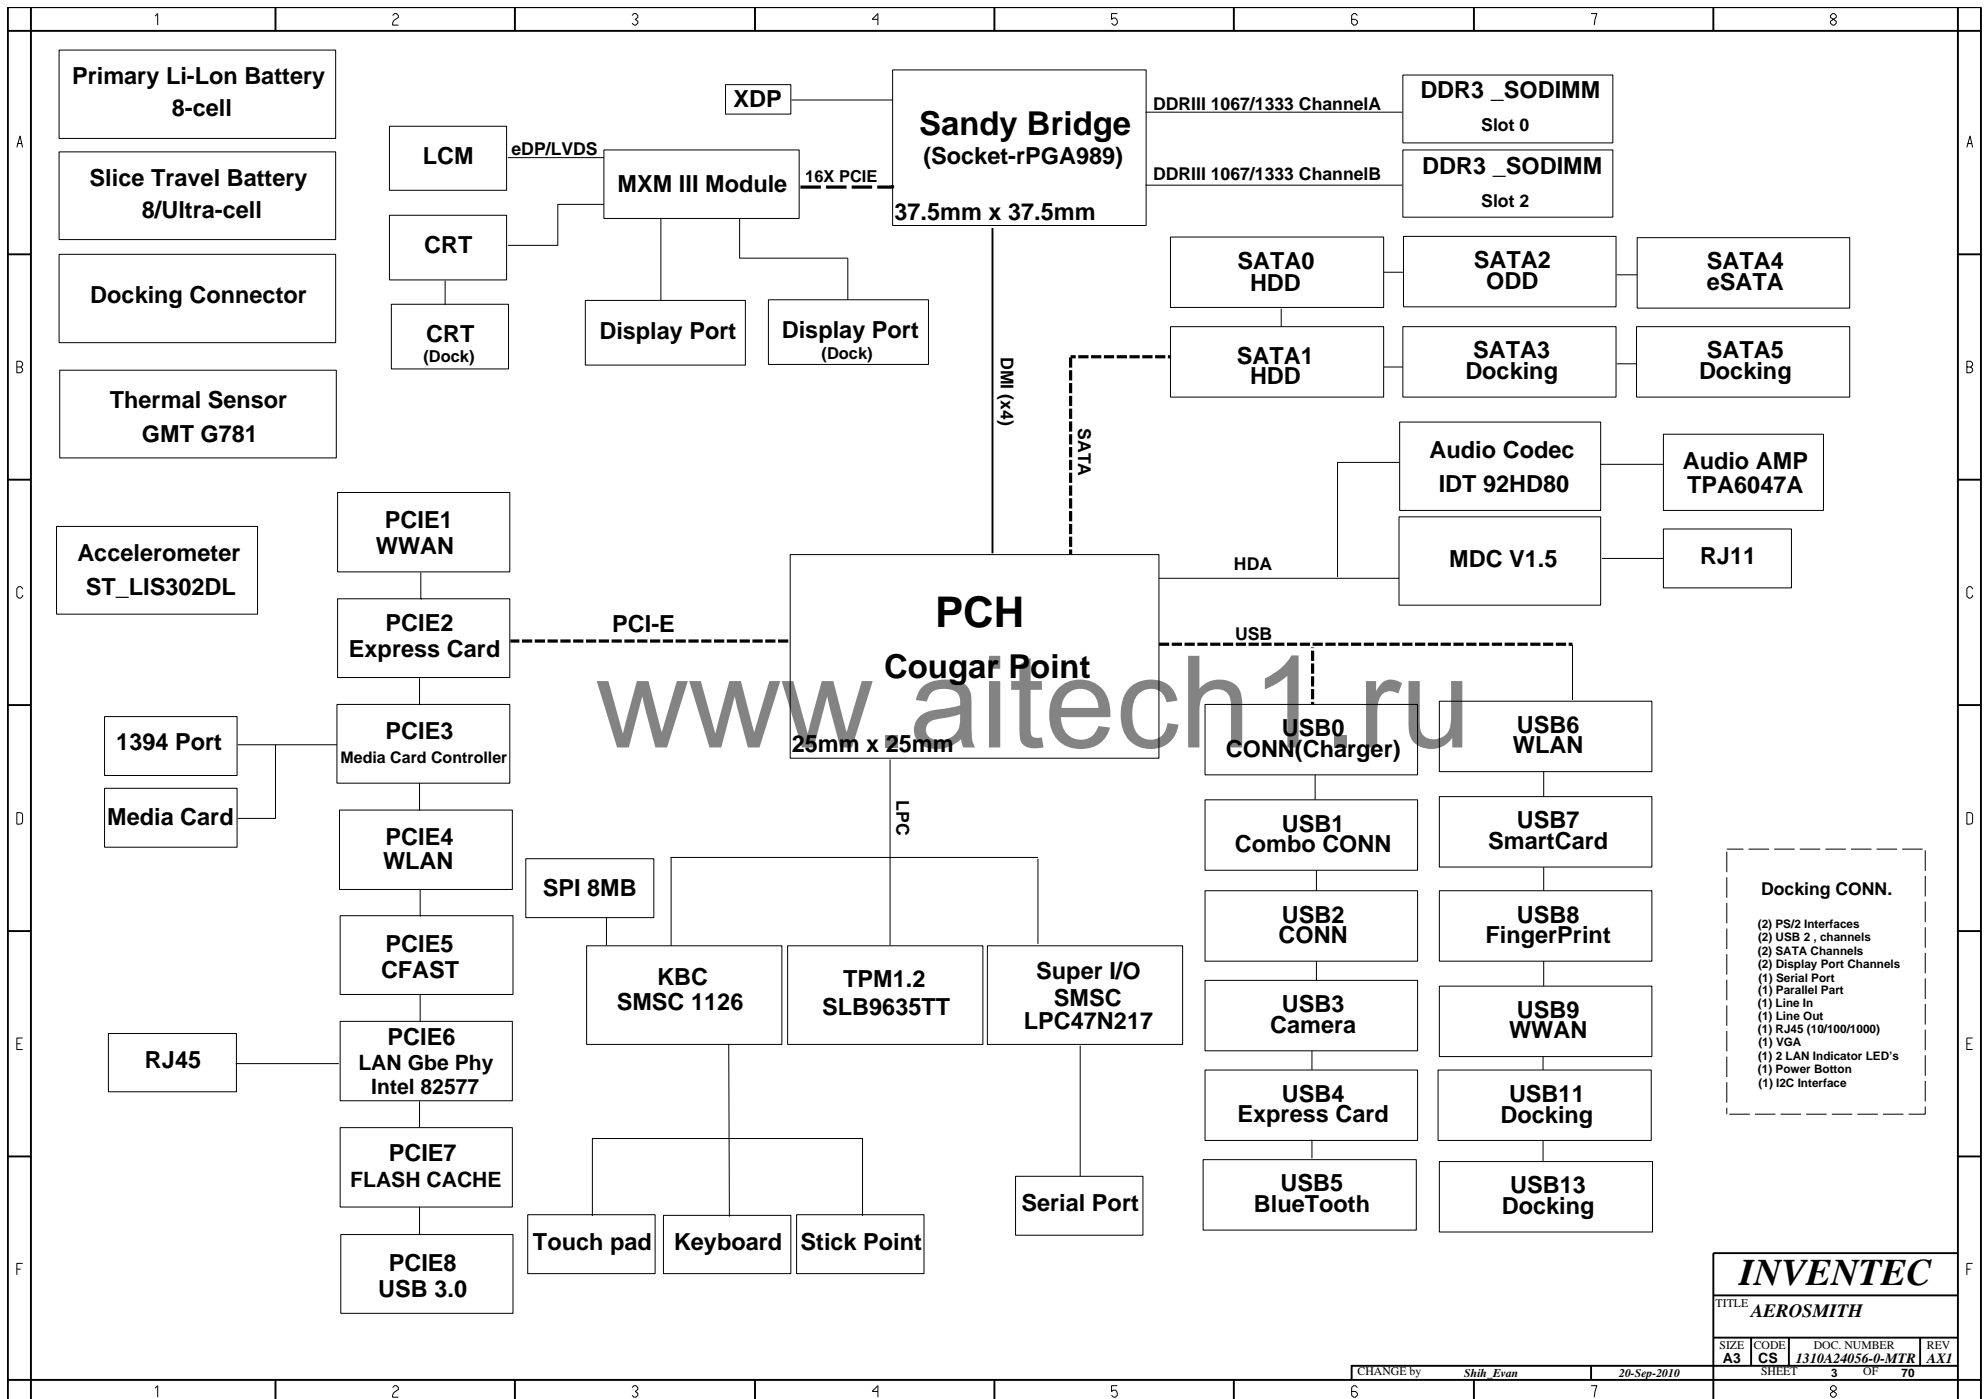 1 2 3 4 5 6 7 8
A
B
C
D
E
F
Primary Li-Lon Battery
8-cell
Slice Travel Battery
8/Ultra-cell
Docking Connector
Thermal Sensor
GMT G781
Accelerometer
ST_LIS302DL
XDP
LCM
eDP/LVDS
MXM III Module
16X PCIE
CRT
CRT
(Dock)
Display Port
Display Port
(Dock)
Sandy Bridge
(Socket-rPGA989)
37.5mm x 37.5mm
DDRIII 1067/1333 ChannelA
DDR3 _SODIMM
Slot 0
DDRIII 1067/1333 ChannelB
DDR3 _SODIMM
Slot 2
SATA0
HDD
SATA2
ODD
SATA4
eSATA
SATA1
HDD
SATA3
Docking
SATA5
Docking
DMI (x4)
SATA
Audio Codec
IDT 92HD80
Audio AMP
TPA6047A
HDA
MDC V1.5
RJ11
PCH
Cougar Point
25mm x 25mm
PCI-E
USB
LPC
www.aitech1.ru
PCIE1
WWAN
PCIE2
Express Card
PCIE3
Media Card Controller
1394 Port
Media Card
PCIE4
WLAN
PCIE5
CFAST
PCIE6
LAN Gbe Phy
Intel 82577
RJ45
PCIE7
FLASH CACHE
PCIE8
USB 3.0
SPI 8MB
KBC
SMSC 1126
TPM1.2
SLB9635TT
Super I/O
SMSC
LPC47N217
Touch pad
Keyboard
Stick Point
Serial Port
USB0
CONN(Charger)
USB1
Combo CONN
USB2
CONN
USB3
Camera
USB4
Express Card
USB5
BlueTooth
USB6
WLAN
USB7
SmartCard
USB8
FingerPrint
USB9
WWAN
USB11
Docking
USB13
Docking
Docking CONN.
(2) PS/2 Interfaces
(2) USB 2 , channels
(2) SATA Channels
(2) Display Port Channels
(1) Serial Port
(1) Parallel Part
(1) Line In
(1) Line Out
(1) RJ45 (10/100/1000)
(1) VGA
(1) 2 LAN Indicator LED's
(1) Power Botton
(1) I2C Interface
INVENTEC
TITLE AEROSMITH
SIZE CODE DOC. NUMBER REV
A3 CS 1310A24056-0-MTR AX1
CHANGE by Shih_Evan 20-Sep-2010 SHEET 3 OF 70
A
B
C
D
E
F
1 2 3 4 5 6 7 8